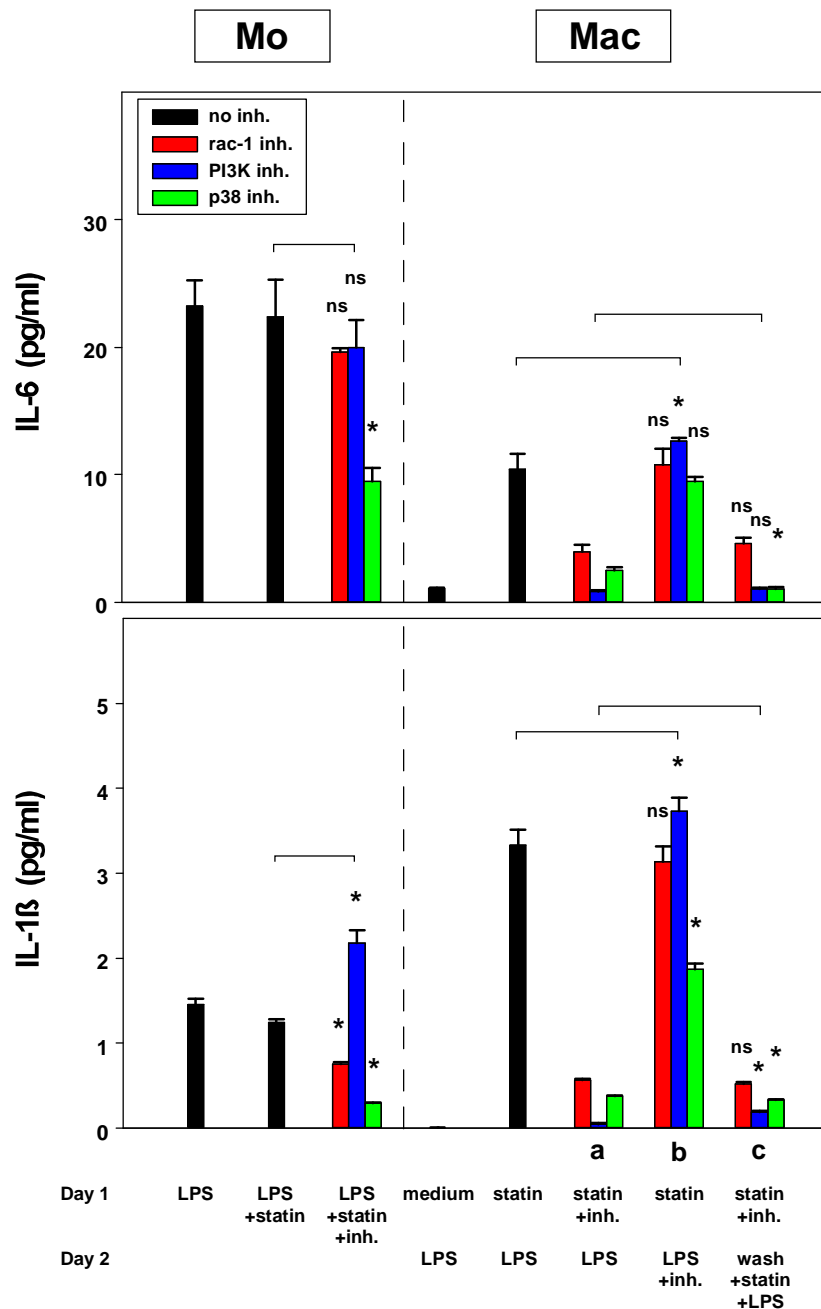 Mo Mac
no inh.
rac-1 inh.
PI3K inh.
p38 inh.
IL-6 (pg/ml)
30
20
10
0
ns
ns
*
ns
*
ns
ns
ns
*
IL-1ß (pg/ml)
5
4
3
2
1
0
*
*
*
ns
*
*
ns
*
*
a b c
Day 1 LPS LPS LPS medium statin statin statin statin
+statin +statin +inh. +inh.
+inh.
Day 2 LPS LPS LPS LPS wash
+inh. +statin
+LPS